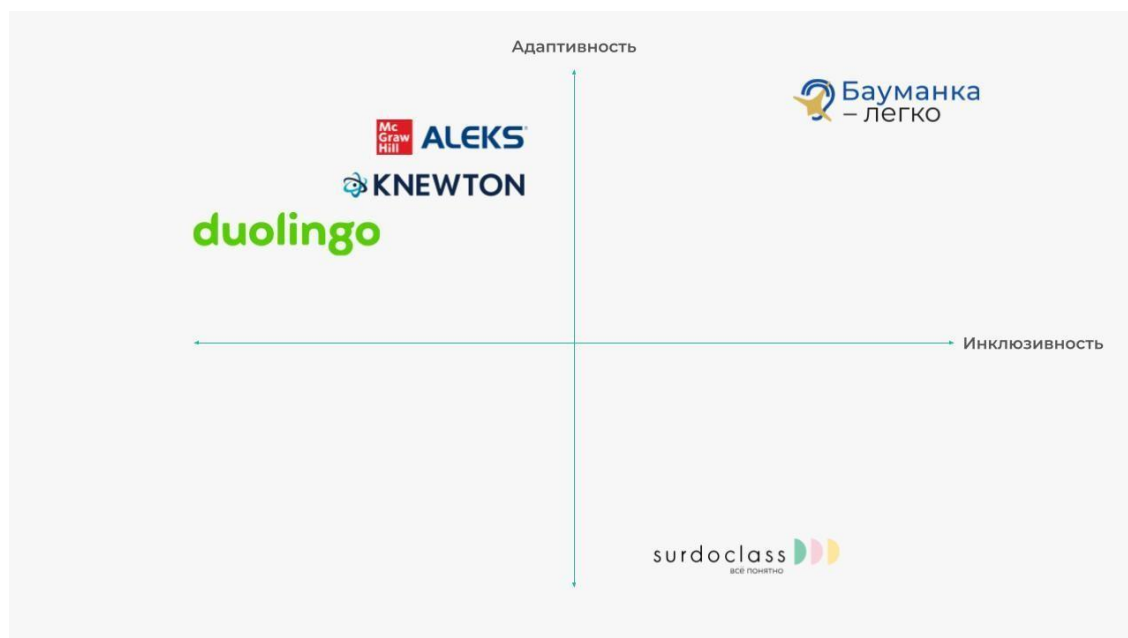 Адаптивность
Бауманка
– легко
Mc
Graw
Hill
ALEKS
KNEWTON
duolingo
Инклюзивность
surdoclass
всё понятно